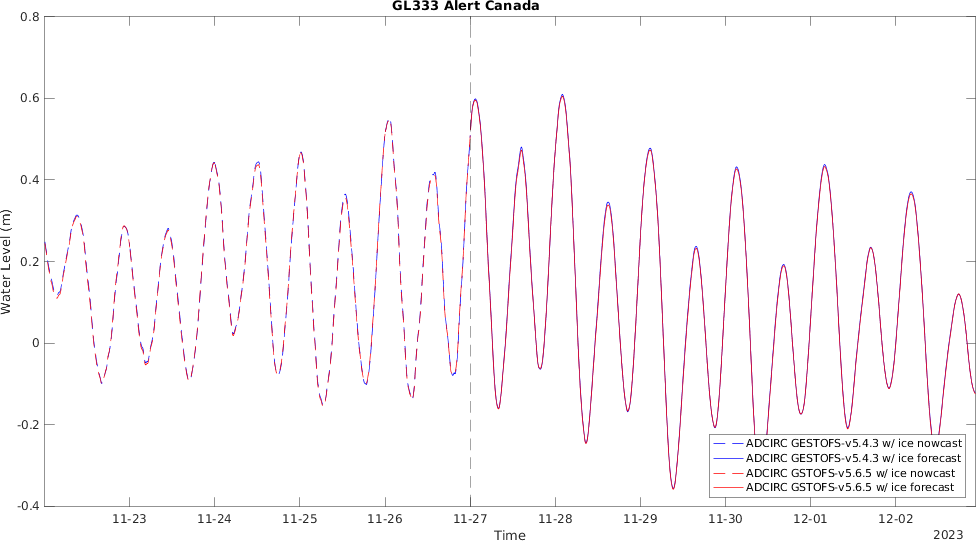 GL333 Alert Canada
0.8
0.6
0.4
0.2
0
-0.2
-0.4
Water Level (m)
ADCIRC GESTOFS-v5.4.3 w/ ice nowcast
ADCIRC GESTOFS-v5.4.3 w/ ice forecast
ADCIRC GSTOFS-v5.6.5 w/ ice nowcast
ADCIRC GSTOFS-v5.6.5 w/ ice forecast
11-23 11-24 11-25 11-26 11-27 11-28 11-29 11-30 12-01 12-02
Time
2023